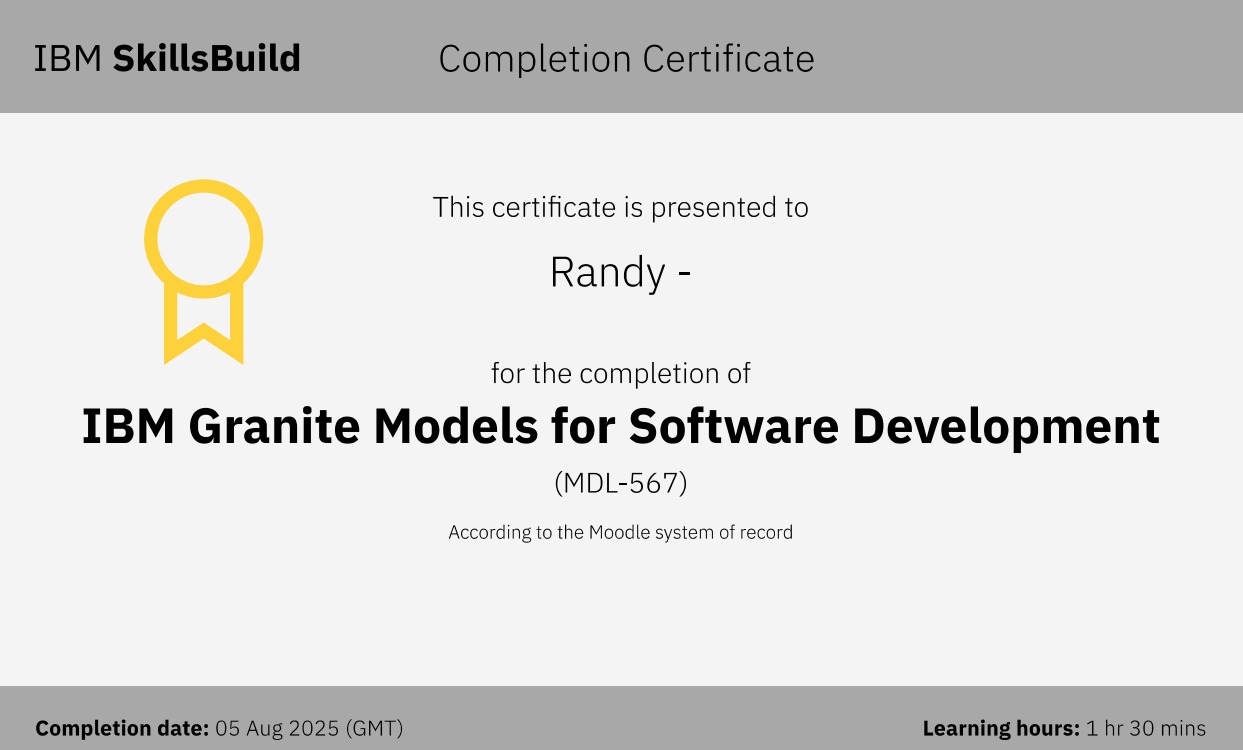 IBM SkillsBuild
Completion Certificate
This certificate is presented to
Randy -
for the completion of
IBM Granite Models for Software Development
(MDL-567)
According to the Moodle system of record
Completion date: 05 Aug 2025 (GMT)
Learning hours: 1 hr 30 mins